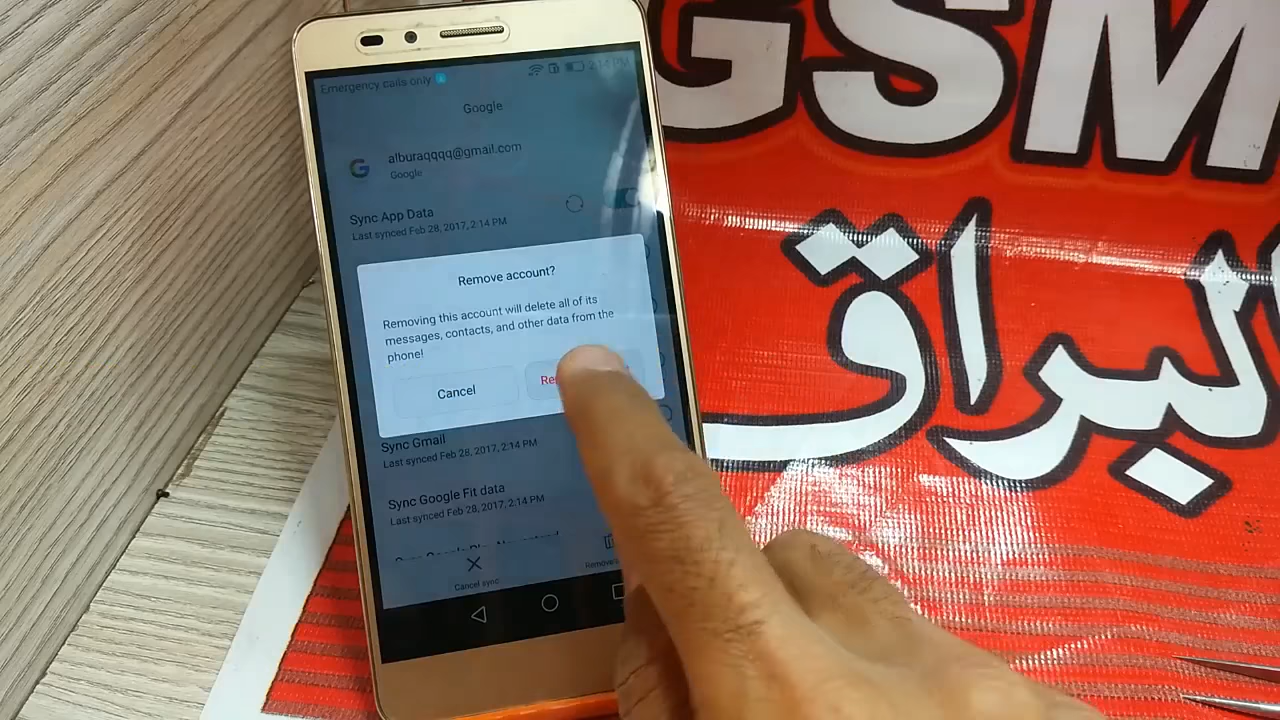 Emergency calls only
2:14 PM
Google
alburaqqqq@gmail.com
Google
Sync App Data
Last synced Feb 28, 2017, 2:14 PM
Remove account?
Removing this account will delete all of its
messages, contacts, and other data from the
phone!
Cancel
Sync Gmail
Last synced Feb 28, 2017, 2:14 PM
Sync Google Fit data
Last synced Feb 28, 2017, 2:14 PM
Cancel sync
GSM
البراق